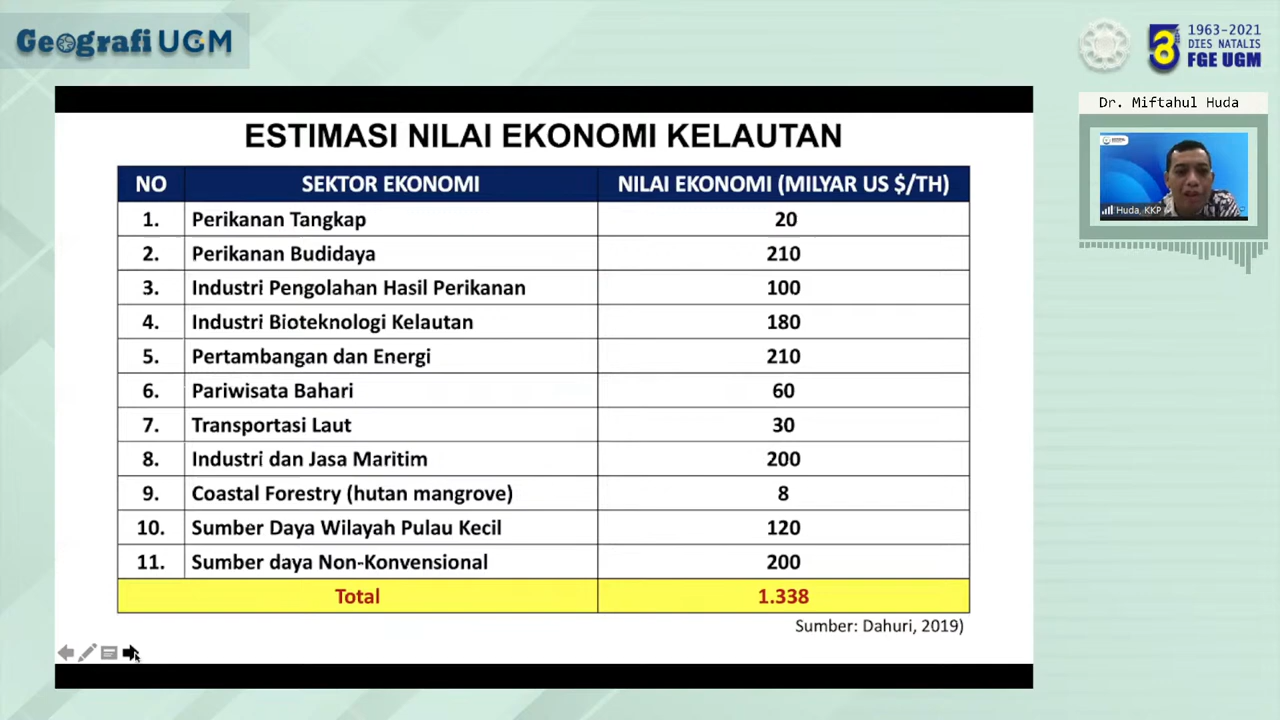 Geografi UGM
1963-2021
DIES NATALIS
FGE UGM
Dr. Miftahul Huda
Huda, KKP
ESTIMASI NILAI EKONOMI KELAUTAN
NO SEKTOR EKONOMI NILAI EKONOMI (MILYAR US $/TH)
1. Perikanan Tangkap 20
2. Perikanan Budidaya 210
3. Industri Pengolahan Hasil Perikanan 100
4. Industri Bioteknologi Kelautan 180
5. Pertambangan dan Energi 210
6. Pariwisata Bahari 60
7. Transportasi Laut 30
8. Industri dan Jasa Maritim 200
9. Coastal Forestry (hutan mangrove) 8
10. Sumber Daya Wilayah Pulau Kecil 120
11. Sumber daya Non-Konvensional 200
Total 1.338
Sumber: Dahuri, 2019)